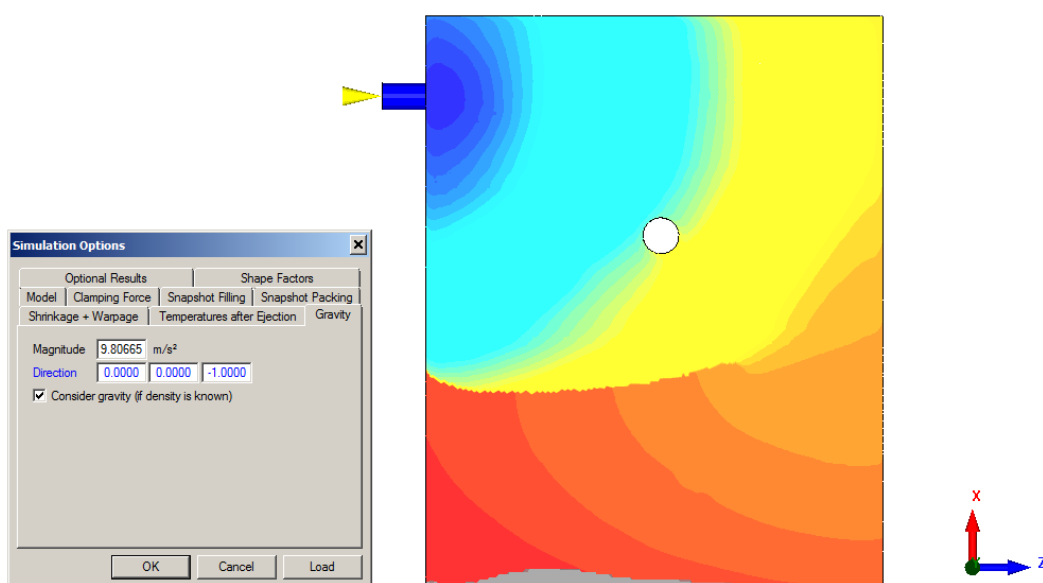 Simulation Options
Optional Results Shape Factors
Model Clamping Force Snapshot Filling Snapshot Packing
Shrinkage + Warpage Temperatures after Ejection Gravity
Magnitude 9.80665 m/s²
Direction 0.0000 0.0000 -1.0000
Consider gravity (if density is known)
OK Cancel Load
X
Z